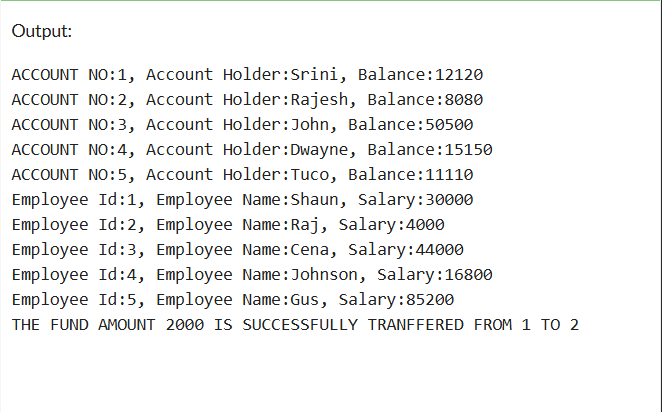 Output:
ACCOUNT NO:1, Account Holder:Srini, Balance:12120
ACCOUNT NO:2, Account Holder:Rajesh, Balance:8080
ACCOUNT NO:3, Account Holder:John, Balance:50500
ACCOUNT NO:4, Account Holder:Dwayne, Balance:15150
ACCOUNT NO:5, Account Holder:Tuco, Balance:11110
Employee Id:1, Employee Name:Shaun, Salary:30000
Employee Id:2, Employee Name:Raj, Salary:4000
Employee Id:3, Employee Name:Cena, Salary:44000
Employee Id:4, Employee Name:Johnson, Salary:16800
Employee Id:5, Employee Name:Gus, Salary:85200
THE FUND AMOUNT 2000 IS SUCCESSFULLY TRANFFERED FROM 1 TO 2